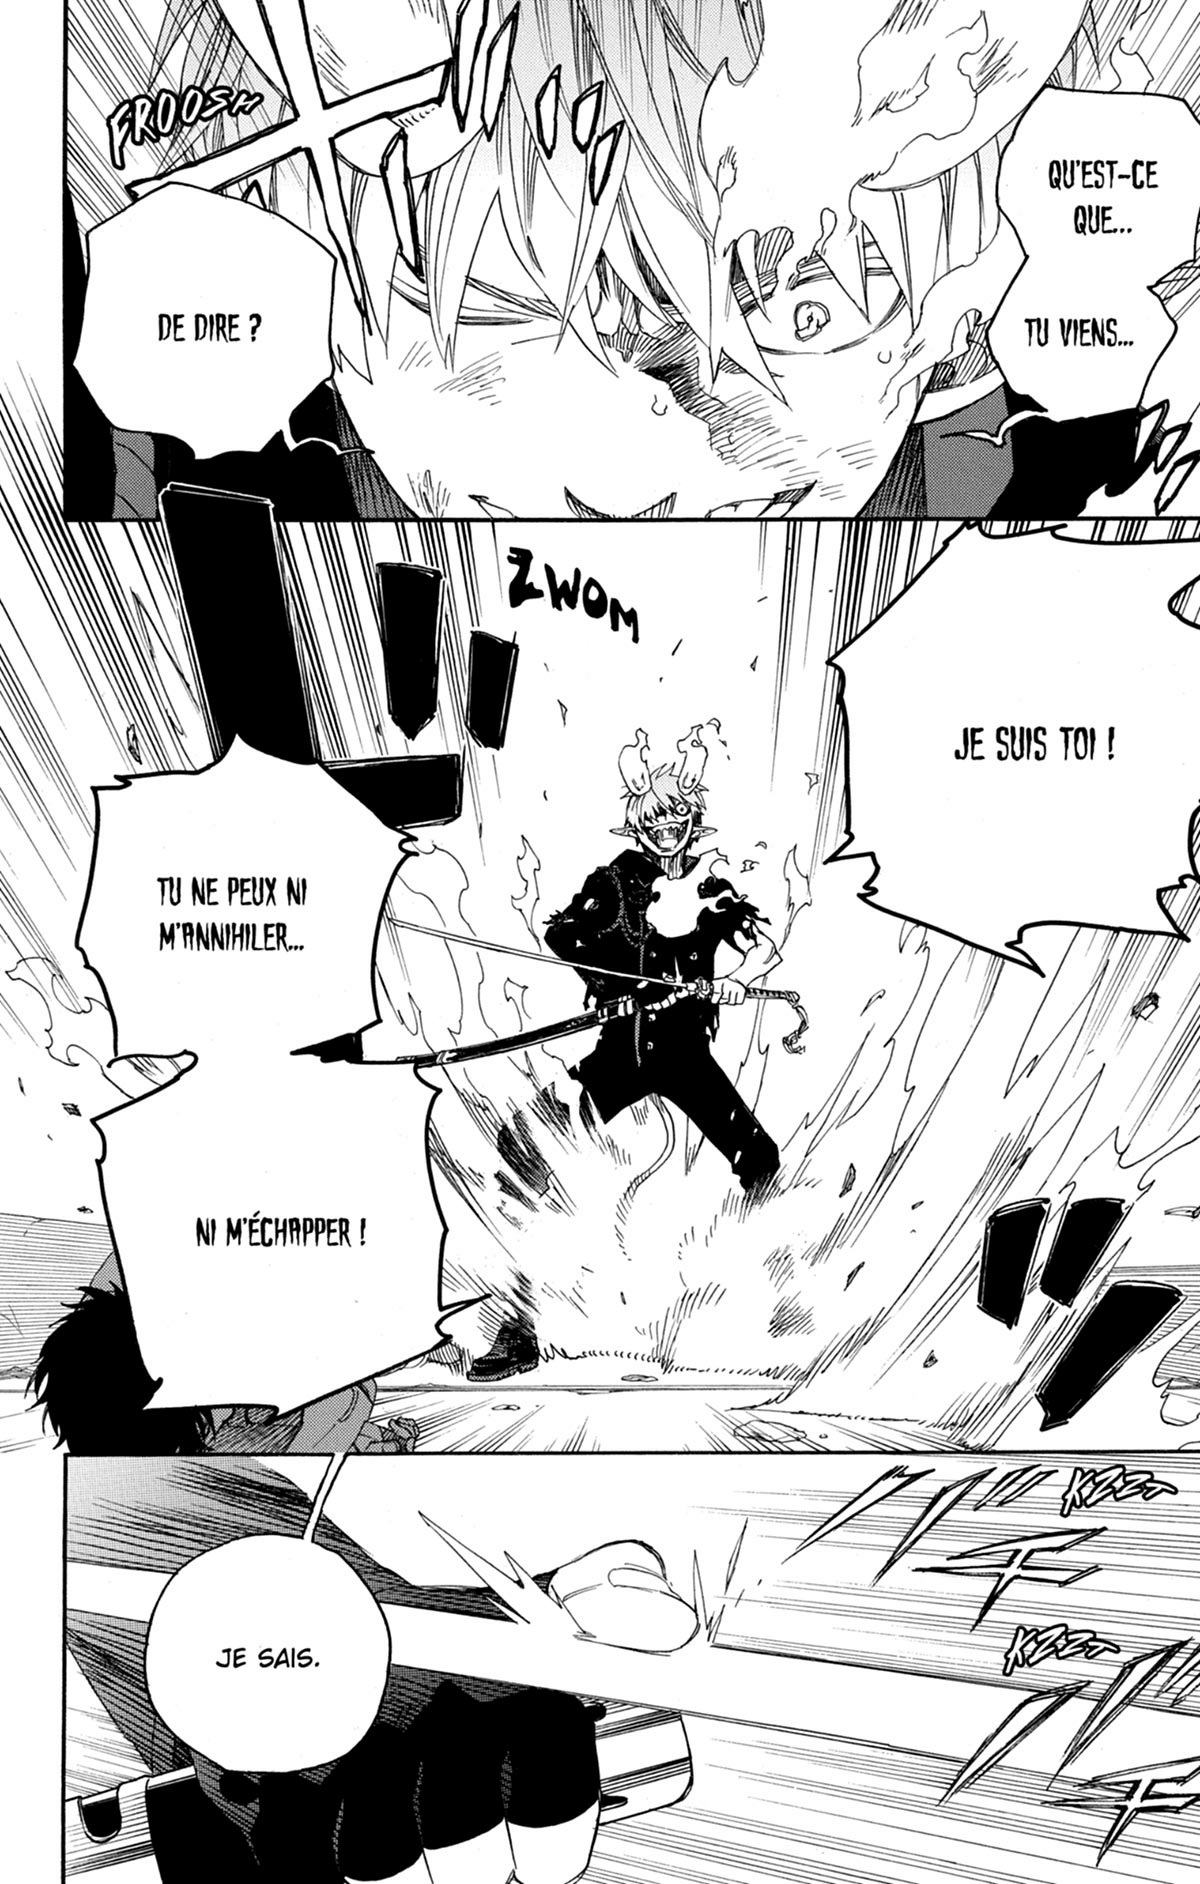 QU'EST-CE
QUE...
TU VIENS...
FROOSH
DE DIRE ?
ZWOM
JE SUIS TOI !
TU NE PEUX NI
M'ANNIHILER...
NI M'ÉCHAPPER !
KZZT
KZZT
JE SAIS.